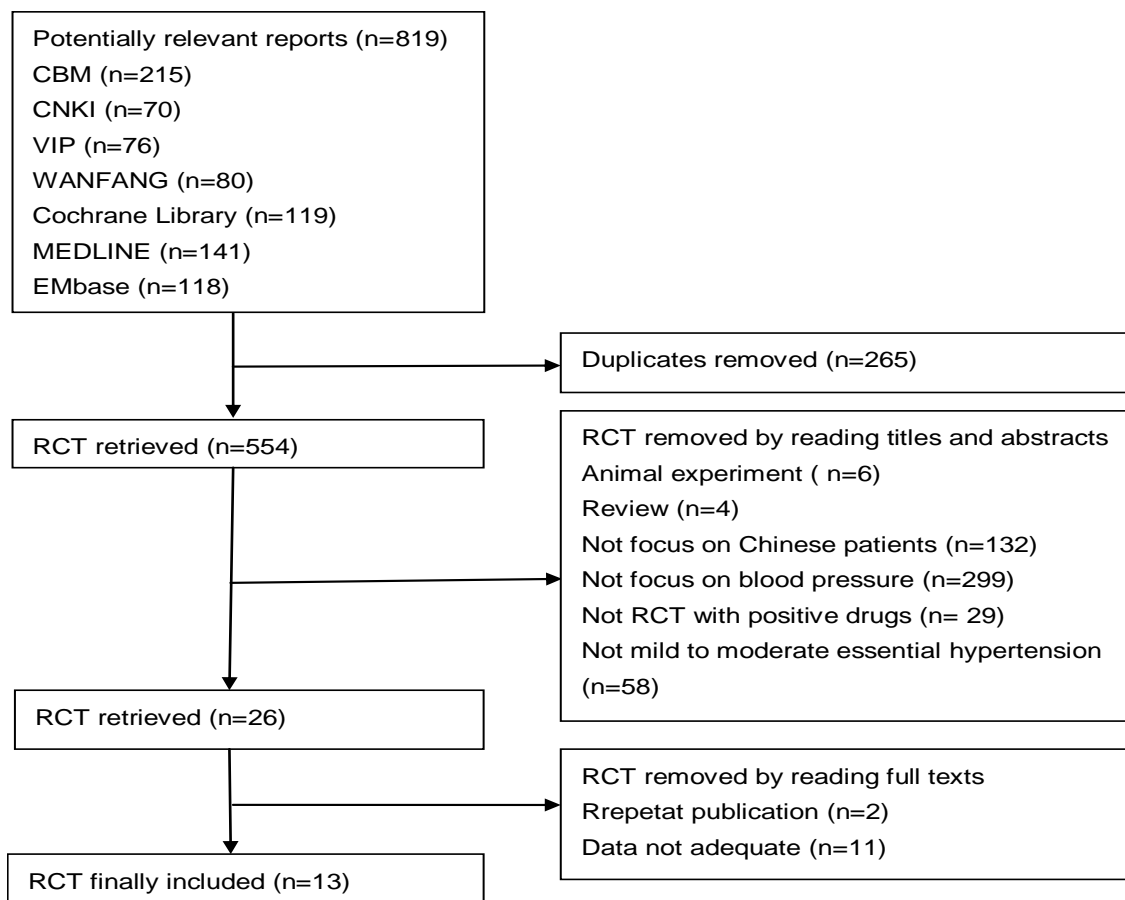 Potentially relevant reports (n=819)
CBM (n=215)
CNKI (n=70)
VIP (n=76)
WANFANG (n=80)
Cochrane Library (n=119)
MEDLINE (n=141)
EMbase (n=118)
Duplicates removed (n=265)
RCT retrieved (n=554)
RCT removed by reading titles and abstracts
Animal experiment ( n=6)
Review (n=4)
Not focus on Chinese patients (n=132)
Not focus on blood pressure (n=299)
Not RCT with positive drugs (n= 29)
Not mild to moderate essential hypertension
(n=58)
RCT retrieved (n=26)
RCT removed by reading full texts
Rrepetat publication (n=2)
Data not adequate (n=11)
RCT finally included (n=13)